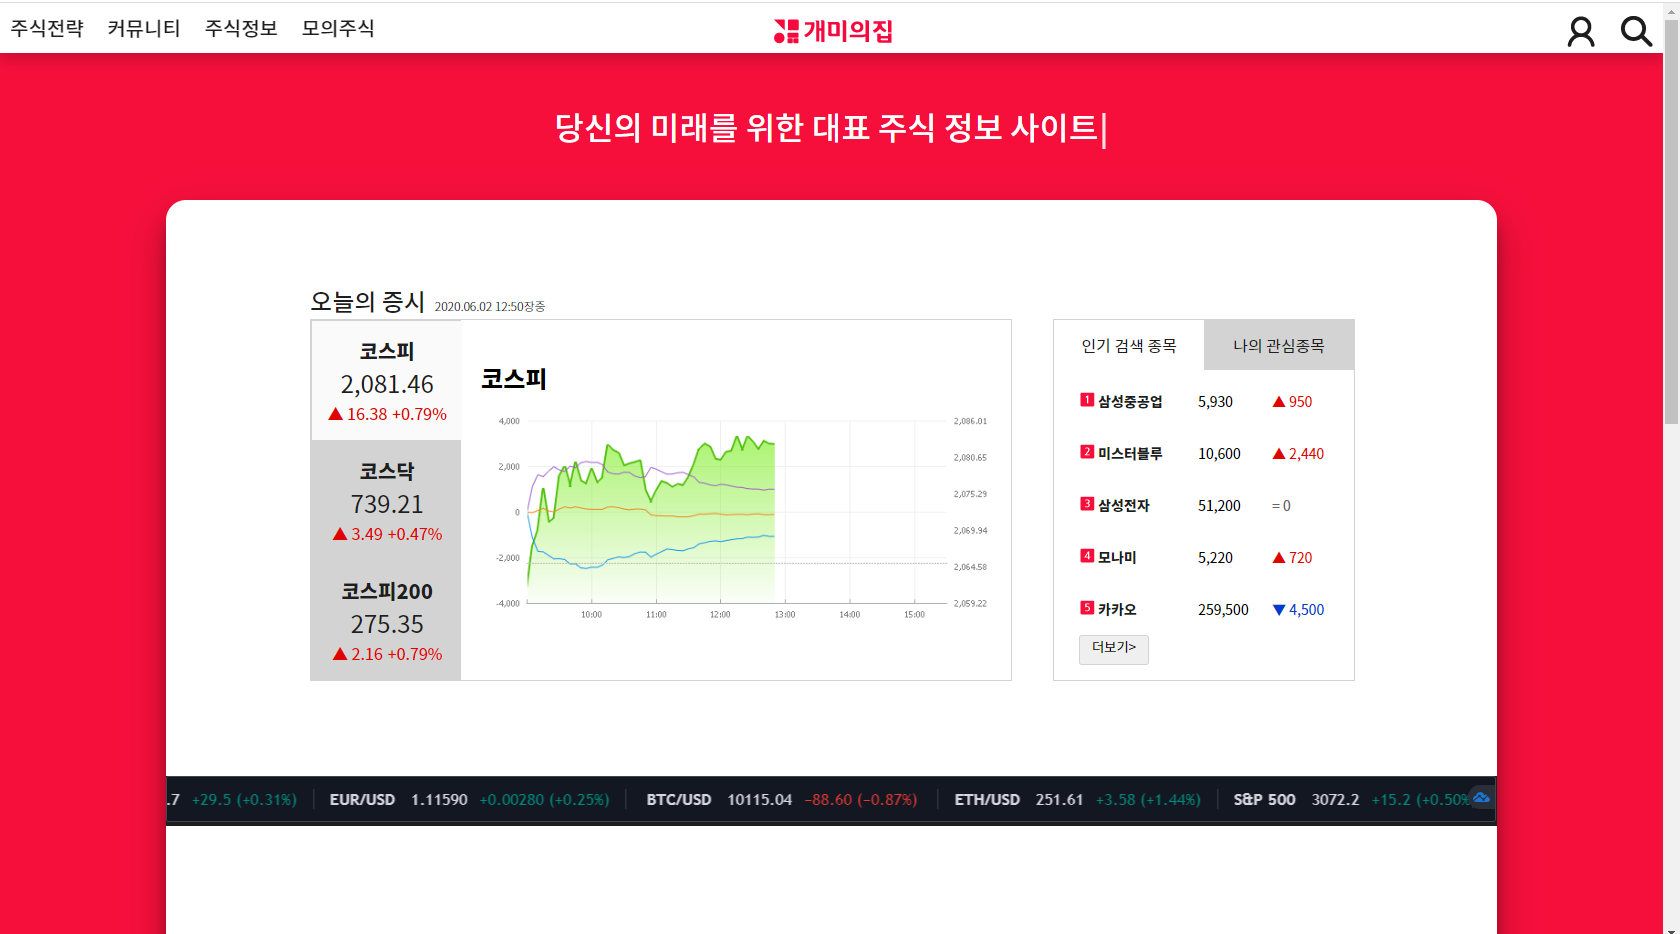 주식전략 커뮤니티 주식정보 모의주식
개미의집
당신의 미래를 위한 대표 주식 정보 사이트|
오늘의 증시 2020.06.02 12:50장중
코스피
2,081.46
▲ 16.38 +0.79%
코스닥
739.21
▲ 3.49 +0.47%
코스피200
275.35
▲ 2.16 +0.79%
코스피
4,000
2,000
0
-2,000
-4,000
2,086.01
2,080.65
2,075.29
2,069.94
2,064.58
2,059.22
10:00 11:00 12:00 13:00 14:00 15:00
인기 검색 종목 나의 관심종목
1 삼성중공업 5,930 ▲ 950
2 미스터블루 10,600 ▲ 2,440
3 삼성전자 51,200 = 0
4 모나미 5,220 ▲ 720
5 카카오 259,500 ▼ 4,500
더보기>
.7 +29.5 (+0.31%) EUR/USD 1.11590 +0.00280 (+0.25%) BTC/USD 10115.04 −88.60 (−0.87%) ETH/USD 251.61 +3.58 (+1.44%) S&P 500 3072.2 +15.2 (+0.50%